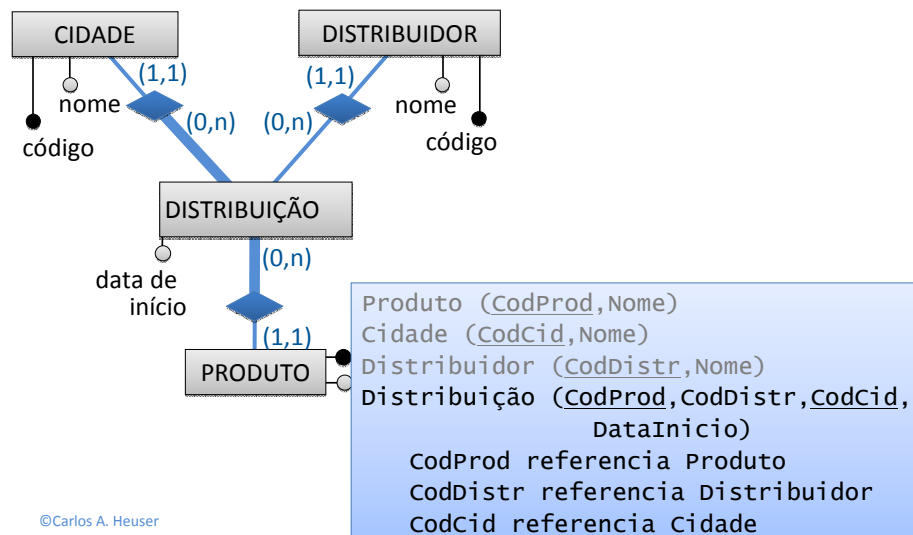 CIDADE
DISTRIBUIDOR
(1,1)
(1,1)
nome
nome
(0,n)
(0,n)
código
código
DISTRIBUIÇÃO
(0,n)
data de
início
(1,1)
PRODUTO
Produto (CodProd,Nome)
Cidade (CodCid,Nome)
Distribuidor (CodDistr,Nome)
Distribuição (CodProd,CodDistr,CodCid,
DataInicio)
CodProd referencia Produto
CodDistr referencia Distribuidor
CodCid referencia Cidade
©Carlos A. Heuser